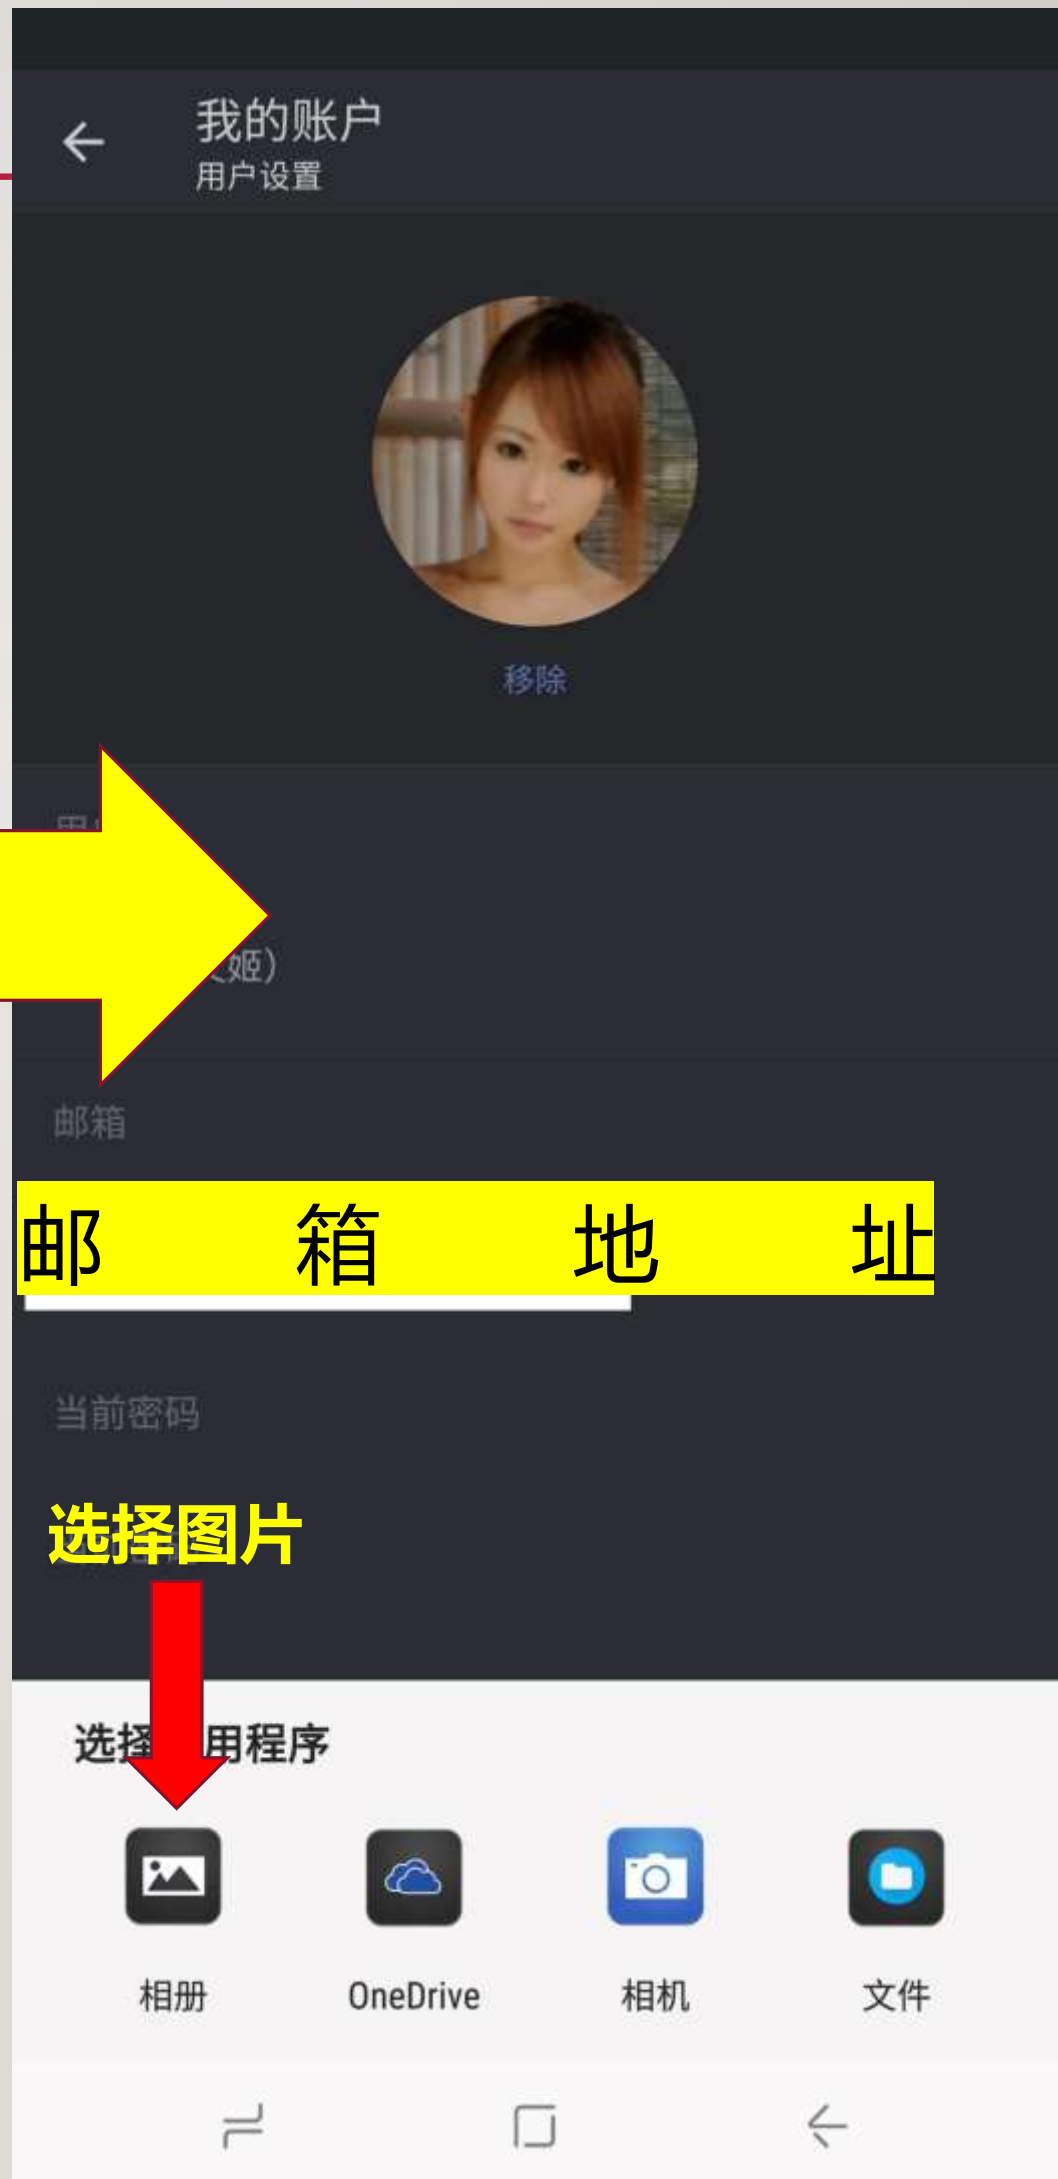 我的账户
用户设置
移除
姬）
邮箱
邮箱地址
当前密码
选择图片
选择 用程序
相册
OneDrive
相机
文件